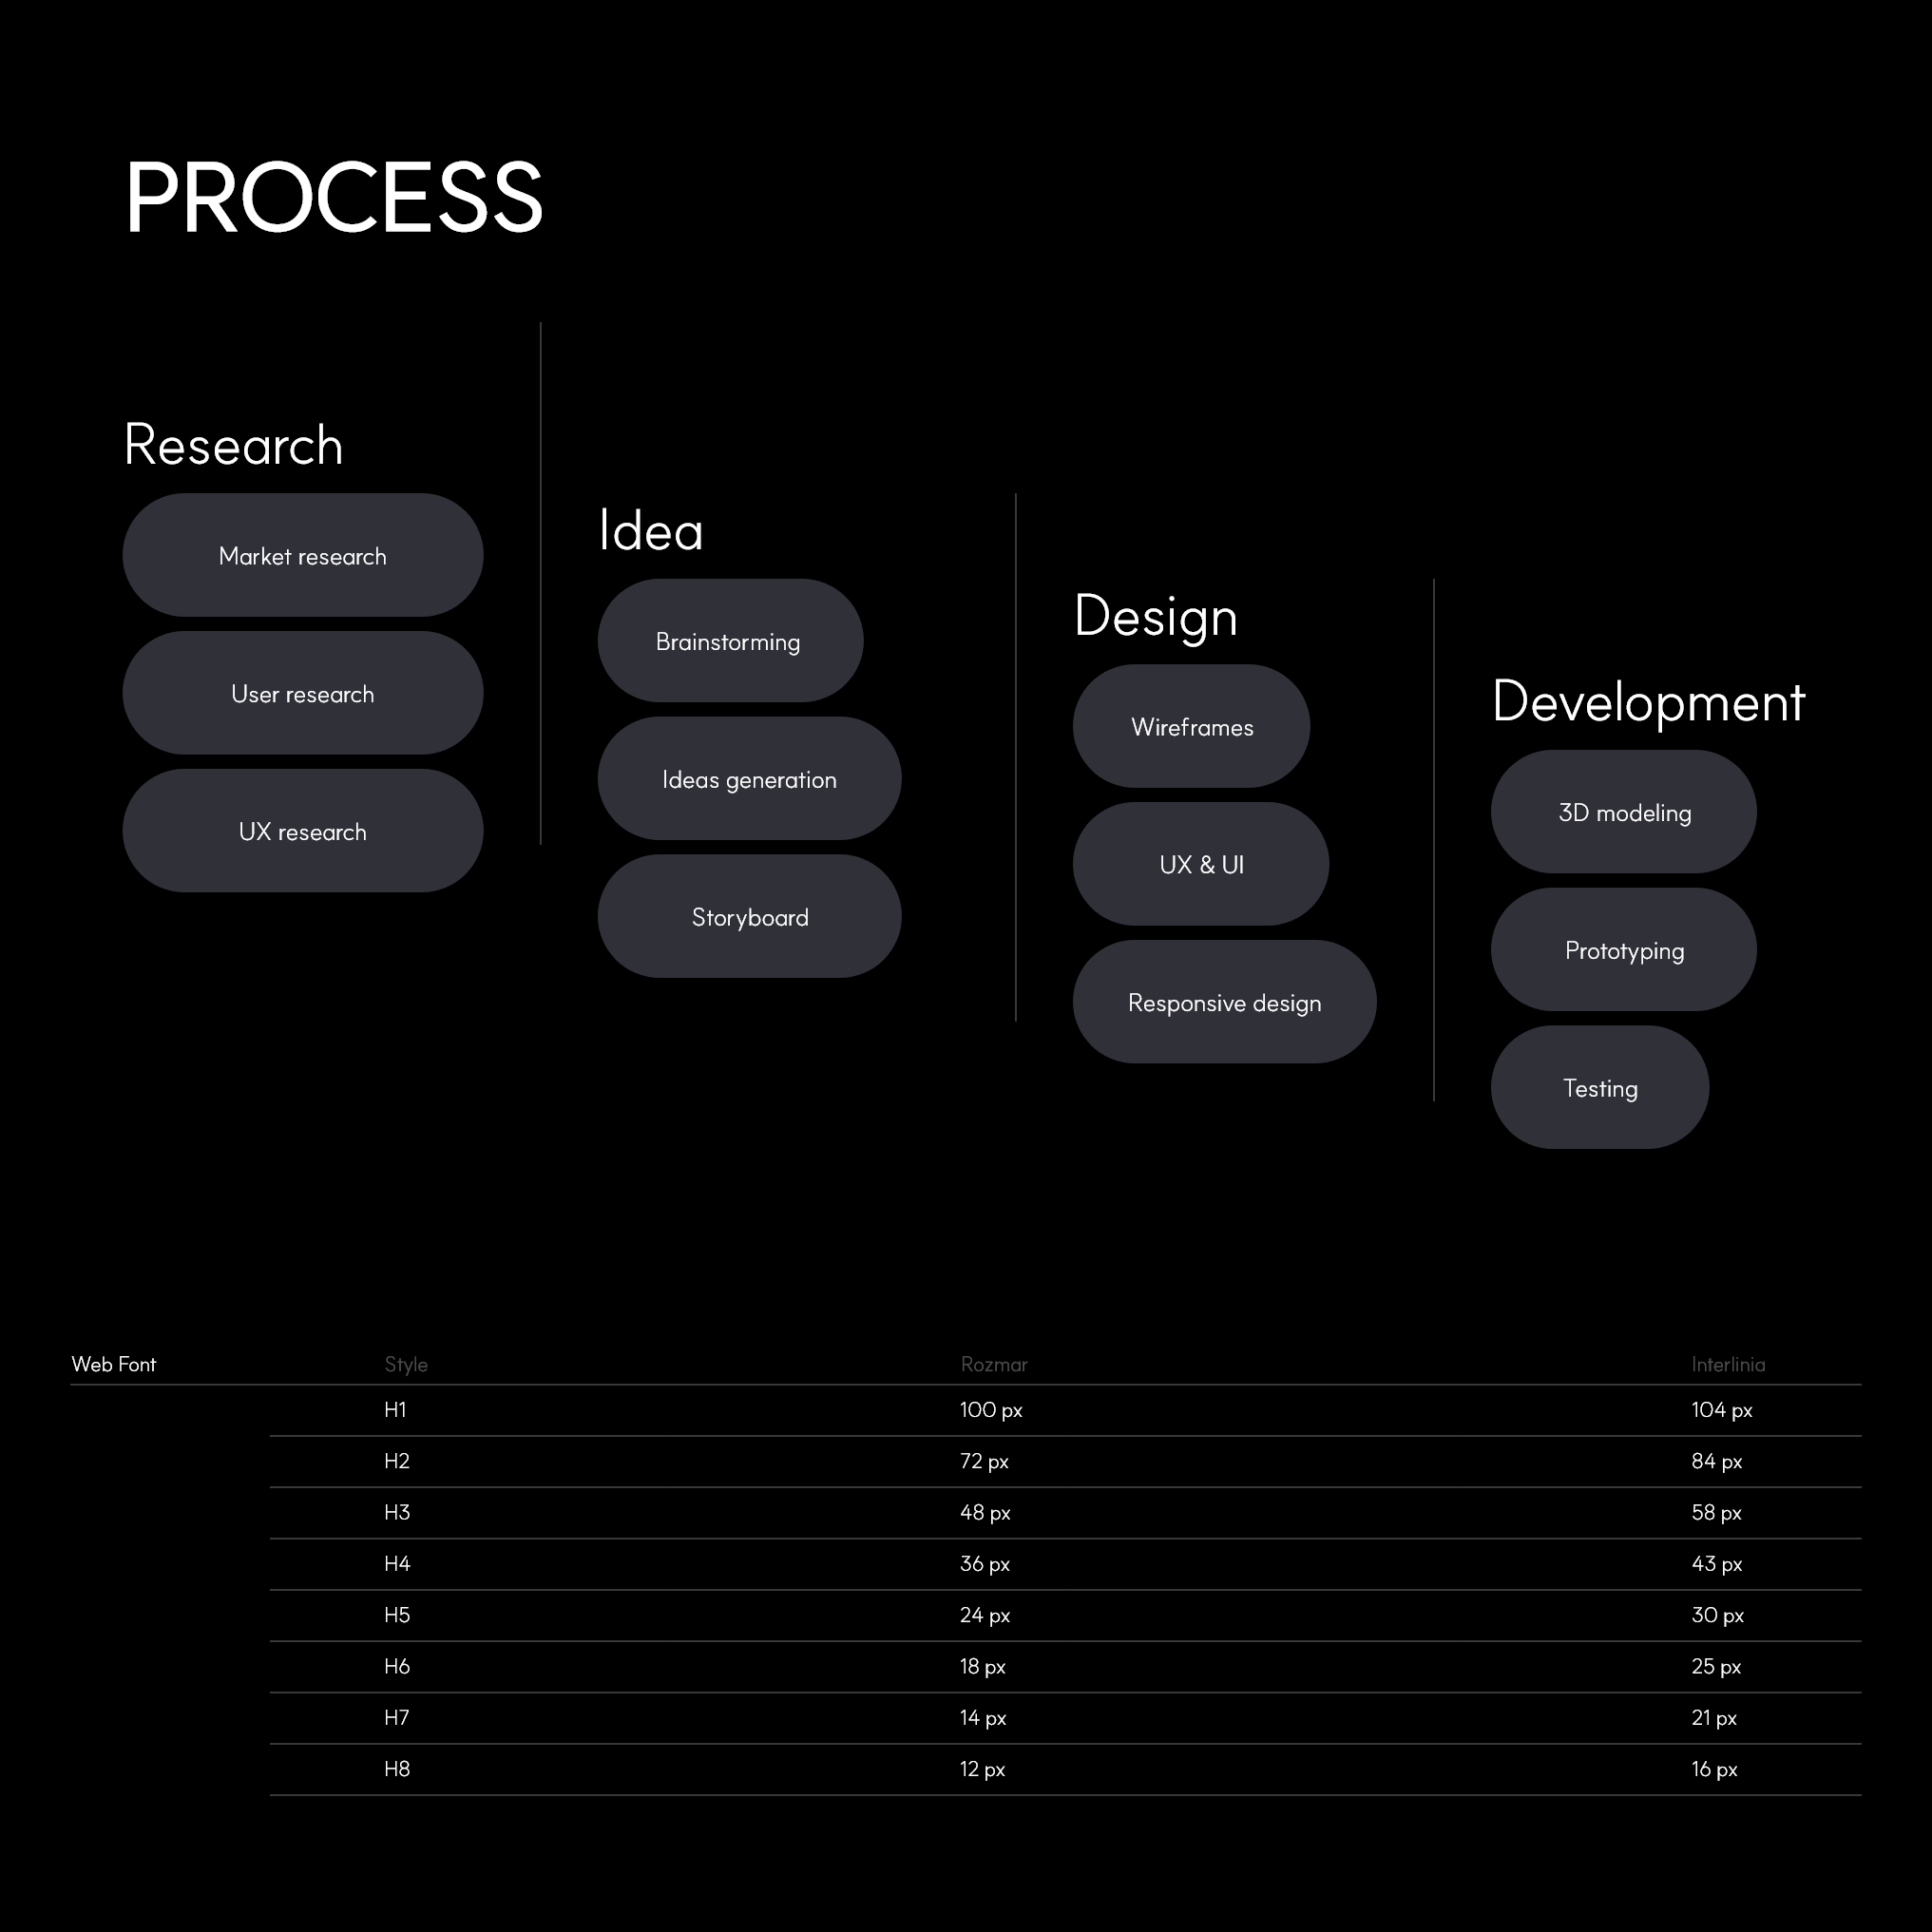 PROCESS
Research
Market research
User research
UX research
Idea
Brainstorming
Ideas generation
Storyboard
Design
Wireframes
UX & UI
Responsive design
Development
3D modeling
Prototyping
Testing
Web Font Style Rozmar Interlinia
H1 100 px 104 px
H2 72 px 84 px
H3 48 px 58 px
H4 36 px 43 px
H5 24 px 30 px
H6 18 px 25 px
H7 14 px 21 px
H8 12 px 16 px